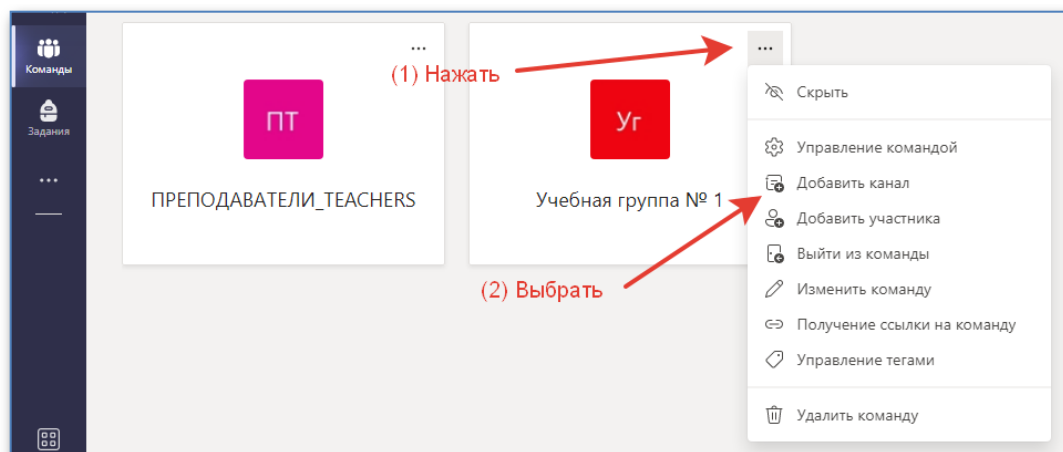 Команды
Задания
...
...
(1) Нажать
ПТ
ПРЕПОДАВАТЕЛИ_TEACHERS
...
Уг
Учебная группа № 1
(2) Выбрать
Скрыть
Управление командой
Добавить канал
Добавить участника
Выйти из команды
Изменить команду
Получение ссылки на команду
Управление тегами
Удалить команду